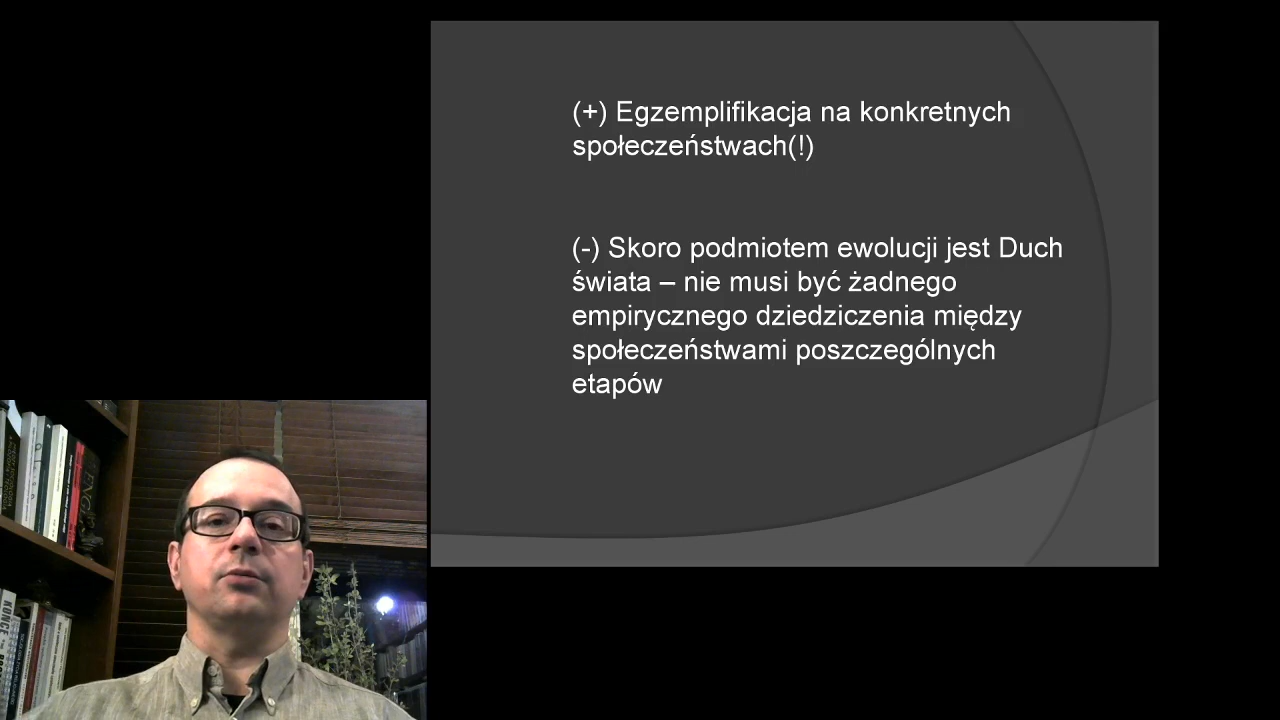 (+) Egzemplifikacja na konkretnych
społeczeństwach(!)
(-) Skoro podmiotem ewolucji jest Duch
świata – nie musi być żadnego
empirycznego dziedziczenia między
społeczeństwami poszczególnych
etapów
KOŃCE